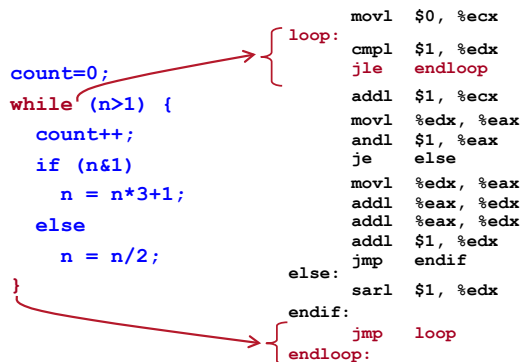 count=0;
while (n>1) {
count++;
if (n&1)
n = n*3+1;
else
n = n/2;
}
movl $0, %ecx
loop:
cmpl $1, %edx
jle endloop
addl $1, %ecx
movl %edx, %eax
andl $1, %eax
je else
movl %edx, %eax
addl %eax, %edx
addl %eax, %edx
addl $1, %edx
jmp endif
else:
sarl $1, %edx
endif:
jmp loop
endloop: